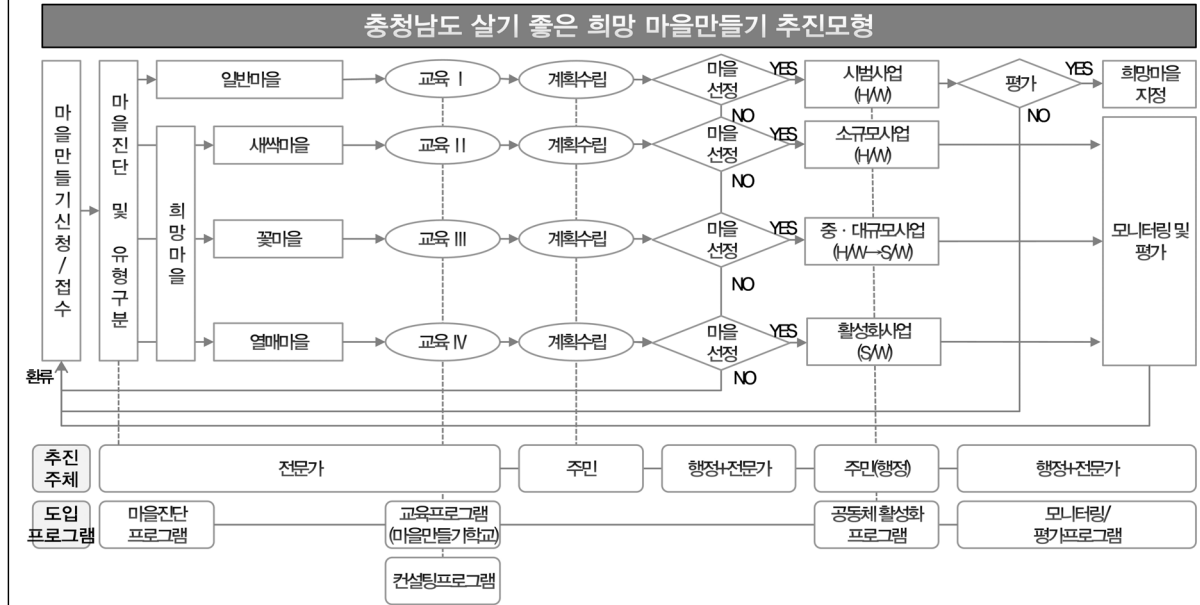 충청남도 살기 좋은 희망 마을만들기 추진모형
마을만들기신청/접수
마을진단 및 유형구분
희망마을
일반마을
교육 Ⅰ
계획수립
마을
선정
YES
NO
시범사업
(H/W)
평가
YES
NO
희망마을
지정
새싹마을
교육 Ⅱ
계획수립
마을
선정
YES
NO
소규모사업
(H/W)
꽃마을
교육 Ⅲ
계획수립
마을
선정
YES
NO
중·대규모사업
(H/W→S/W)
모니터링 및
평가
열매마을
교육 Ⅳ
계획수립
마을
선정
YES
NO
활성화사업
(S/W)
환류
추진
주체
전문가
주민
행정+전문가
주민(행정)
행정+전문가
도입
프로그램
마을진단
프로그램
교육프로그램
(마을만들기학교)
공동체 활성화
프로그램
모니터링/
평가프로그램
컨설팅프로그램